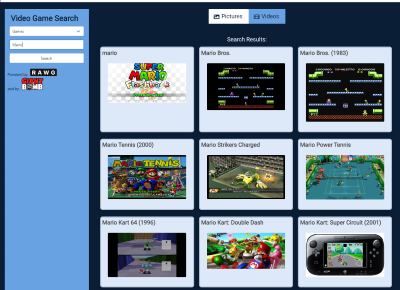 Video Game Search
Games
Mario
Search
Powered by RAWG
and by GIANT BOMB
Pictures
Videos
Search Results:
mario
Mario Bros.
Mario Bros. (1983)
SUPER MARIO
Mario Tennis (2000)
Mario Strikers Charged
Mario Power Tennis
MARIO TENNIS
Mario Kart 64 (1996)
Mario Kart: Double Dash
Mario Kart: Super Circuit (2001)